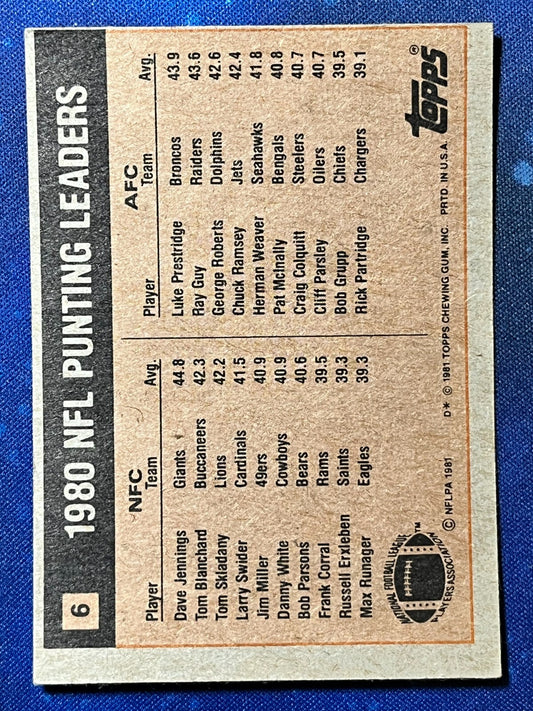 6
1980 NFL PUNTING LEADERS
NFC
Player Team Avg.
Dave Jennings Giants 44.8
Tom Blanchard Buccaneers 42.3
Tom Skladany Lions 42.2
Larry Swider Cardinals 41.5
Jim Miller 49ers 40.9
Danny White Cowboys 40.9
Bob Parsons Bears 40.6
Frank Corral Rams 39.5
Russell Erxleben Saints 39.3
Max Runager Eagles 39.3
AFC
Player Team Avg.
Luke Prestridge Broncos 43.9
Ray Guy Raiders 43.6
George Roberts Dolphins 42.6
Chuck Ramsey Jets 42.4
Herman Weaver Seahawks 41.8
Pat McInally Bengals 40.8
Craig Colquitt Steelers 40.7
Cliff Parsley Oilers 40.7
Bob Grupp Chiefs 39.5
Rick Partridge Chargers 39.1
NATIONAL FOOTBALL LEAGUE
PLAYERS ASSOCIATION™
© NFLPA 1981
D* © 1981 TOPPS CHEWING GUM, INC. PRTD. IN U.S.A.
TOPPS®